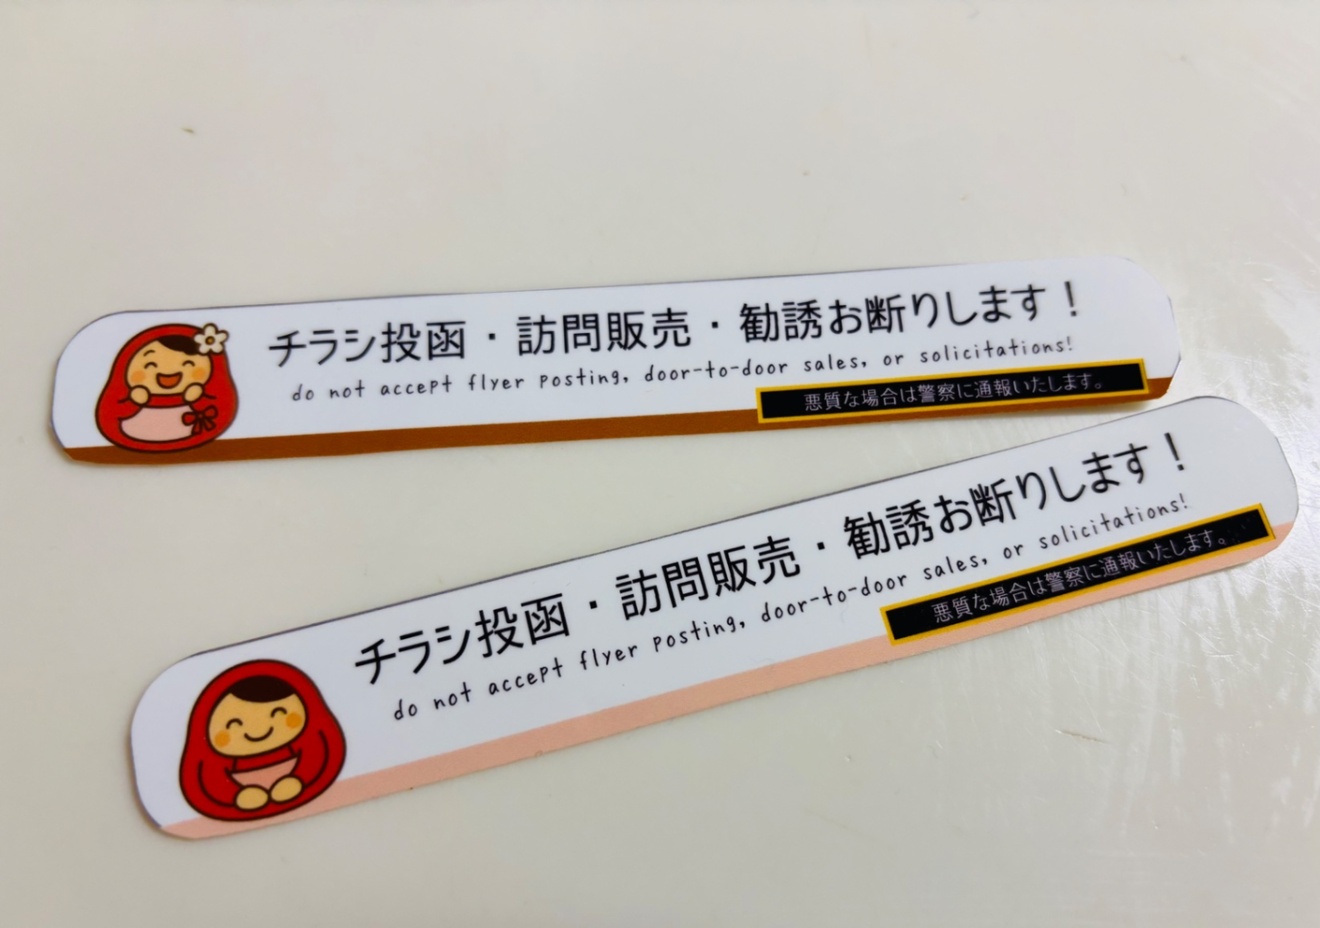 チラシ投函・訪問販売・勧誘お断りします！
do not accept flyer posting, door-to-door sales, or solicitations!
悪質な場合は警察に通報いたします。
チラシ投函・訪問販売・勧誘お断りします！
do not accept flyer posting, door-to-door sales, or solicitations!
悪質な場合は警察に通報いたします。